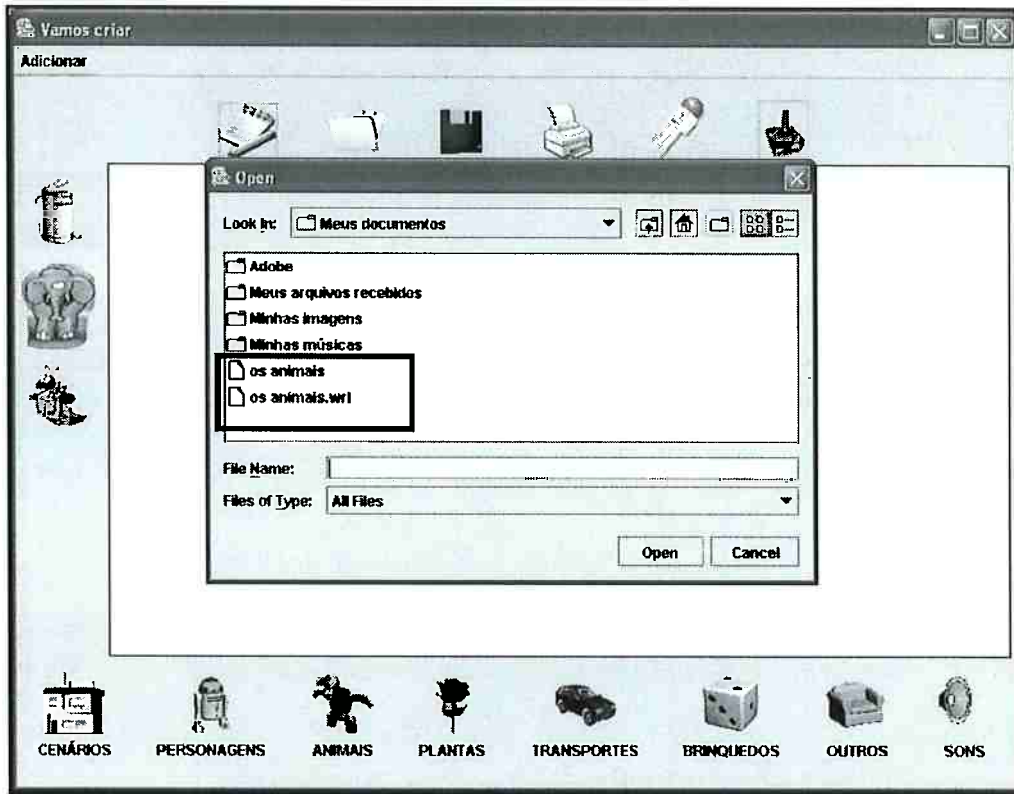 Vamos criar
Adicionar
Open
Look In: Meus documentos
Adobe
Meus arquivos recebidos
Minhas imagens
Minhas músicas
os animais
os animais.wrl
File Name:
Files of Type: All Files
Open Cancel
CENÁRIOS PERSONAGENS ANIMAIS PLANTAS TRANSPORTES BRINQUEDOS OUTROS SONS